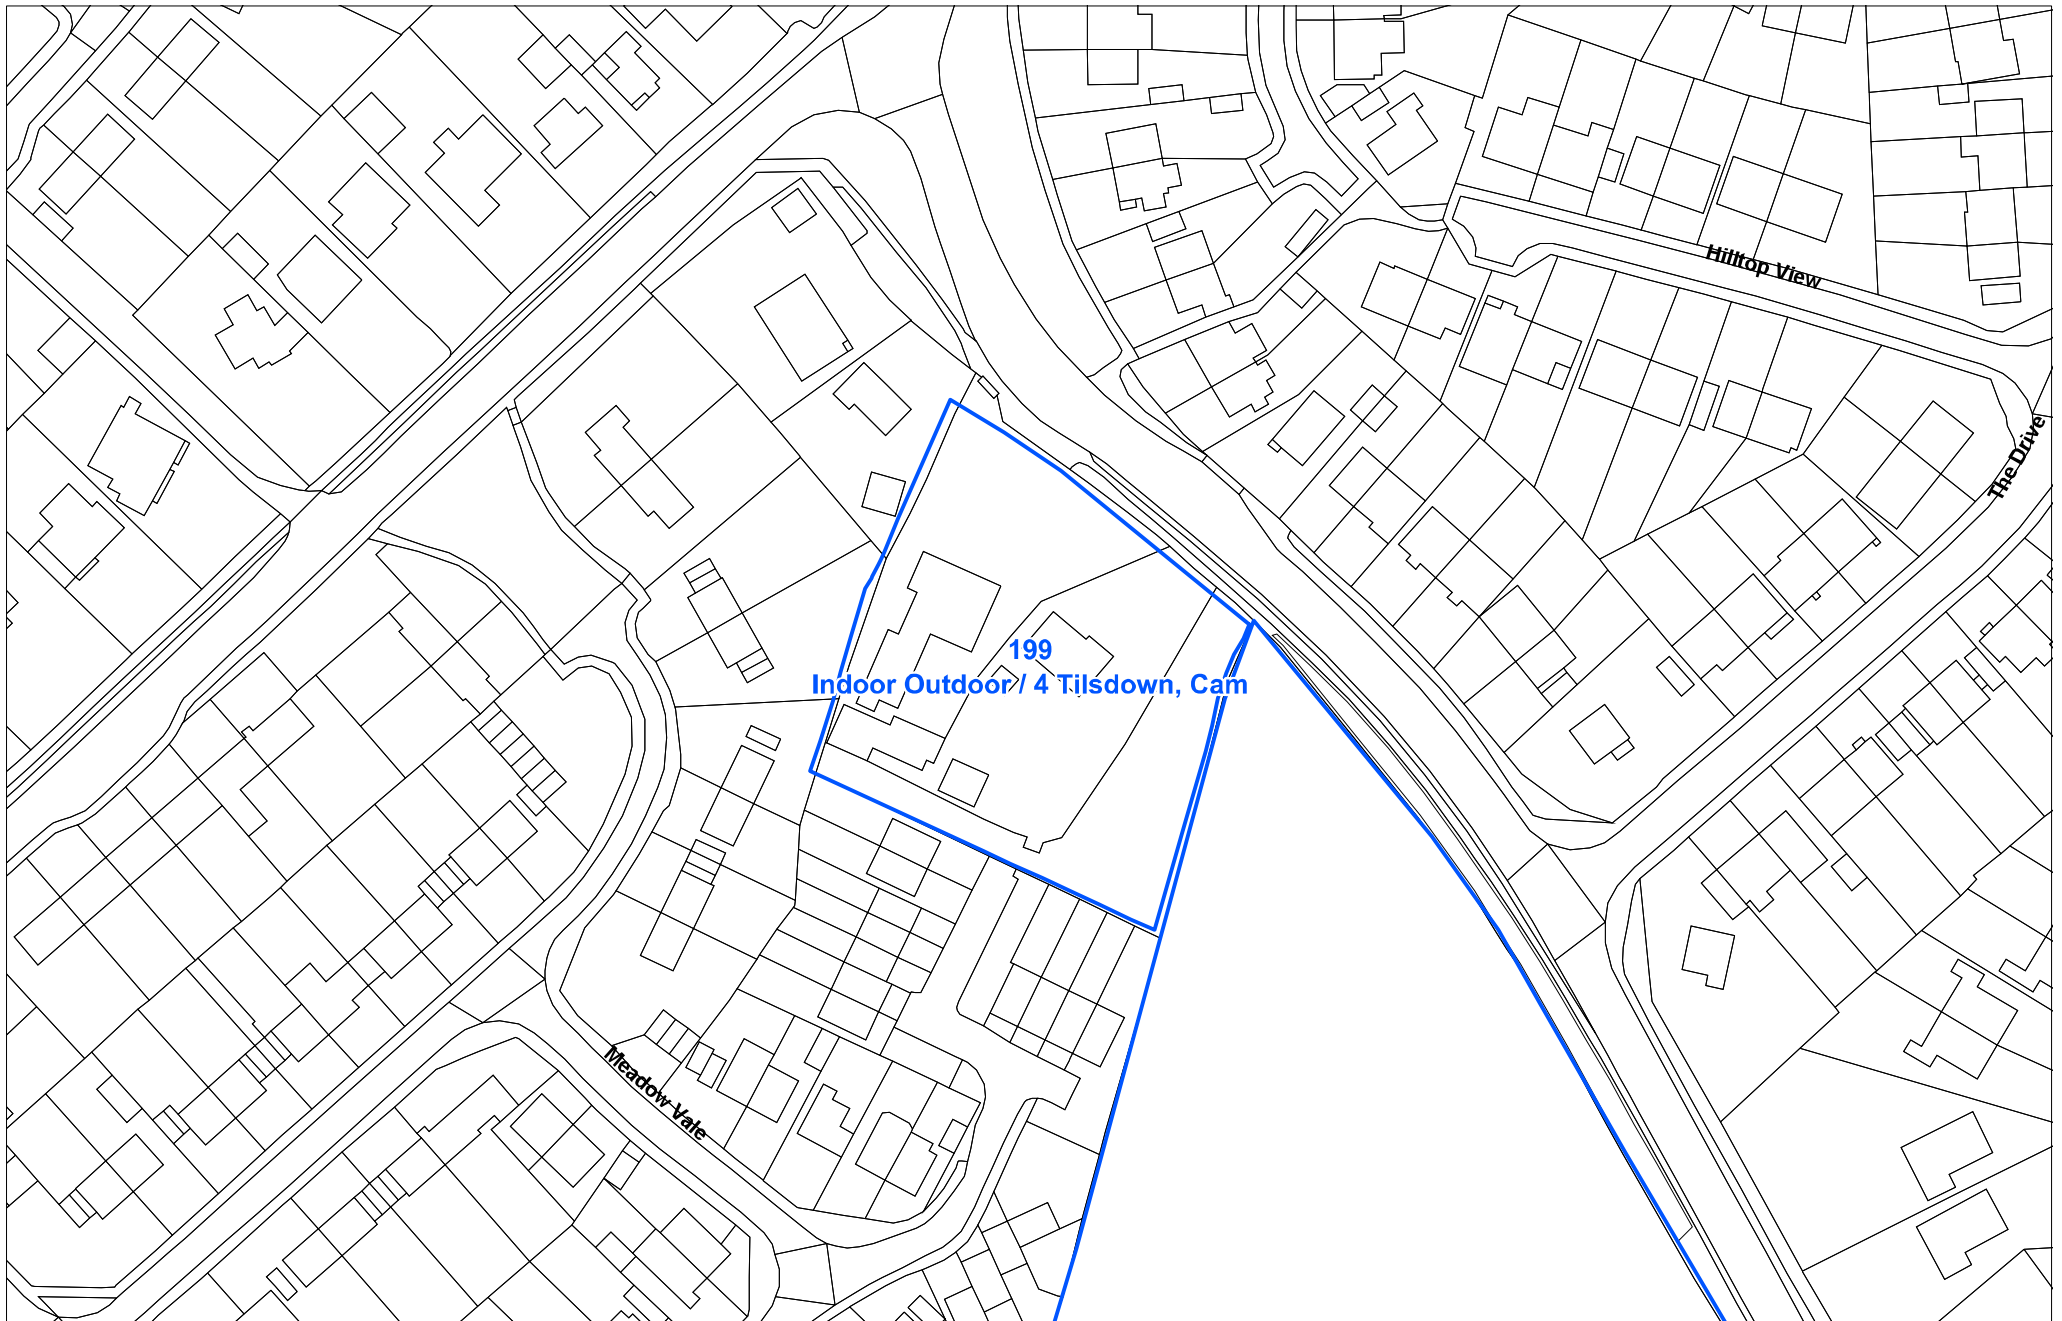 Hilltop View
The Drive
199
Indoor Outdoor / 4 Tilsdown, Cam
Meadow Vale